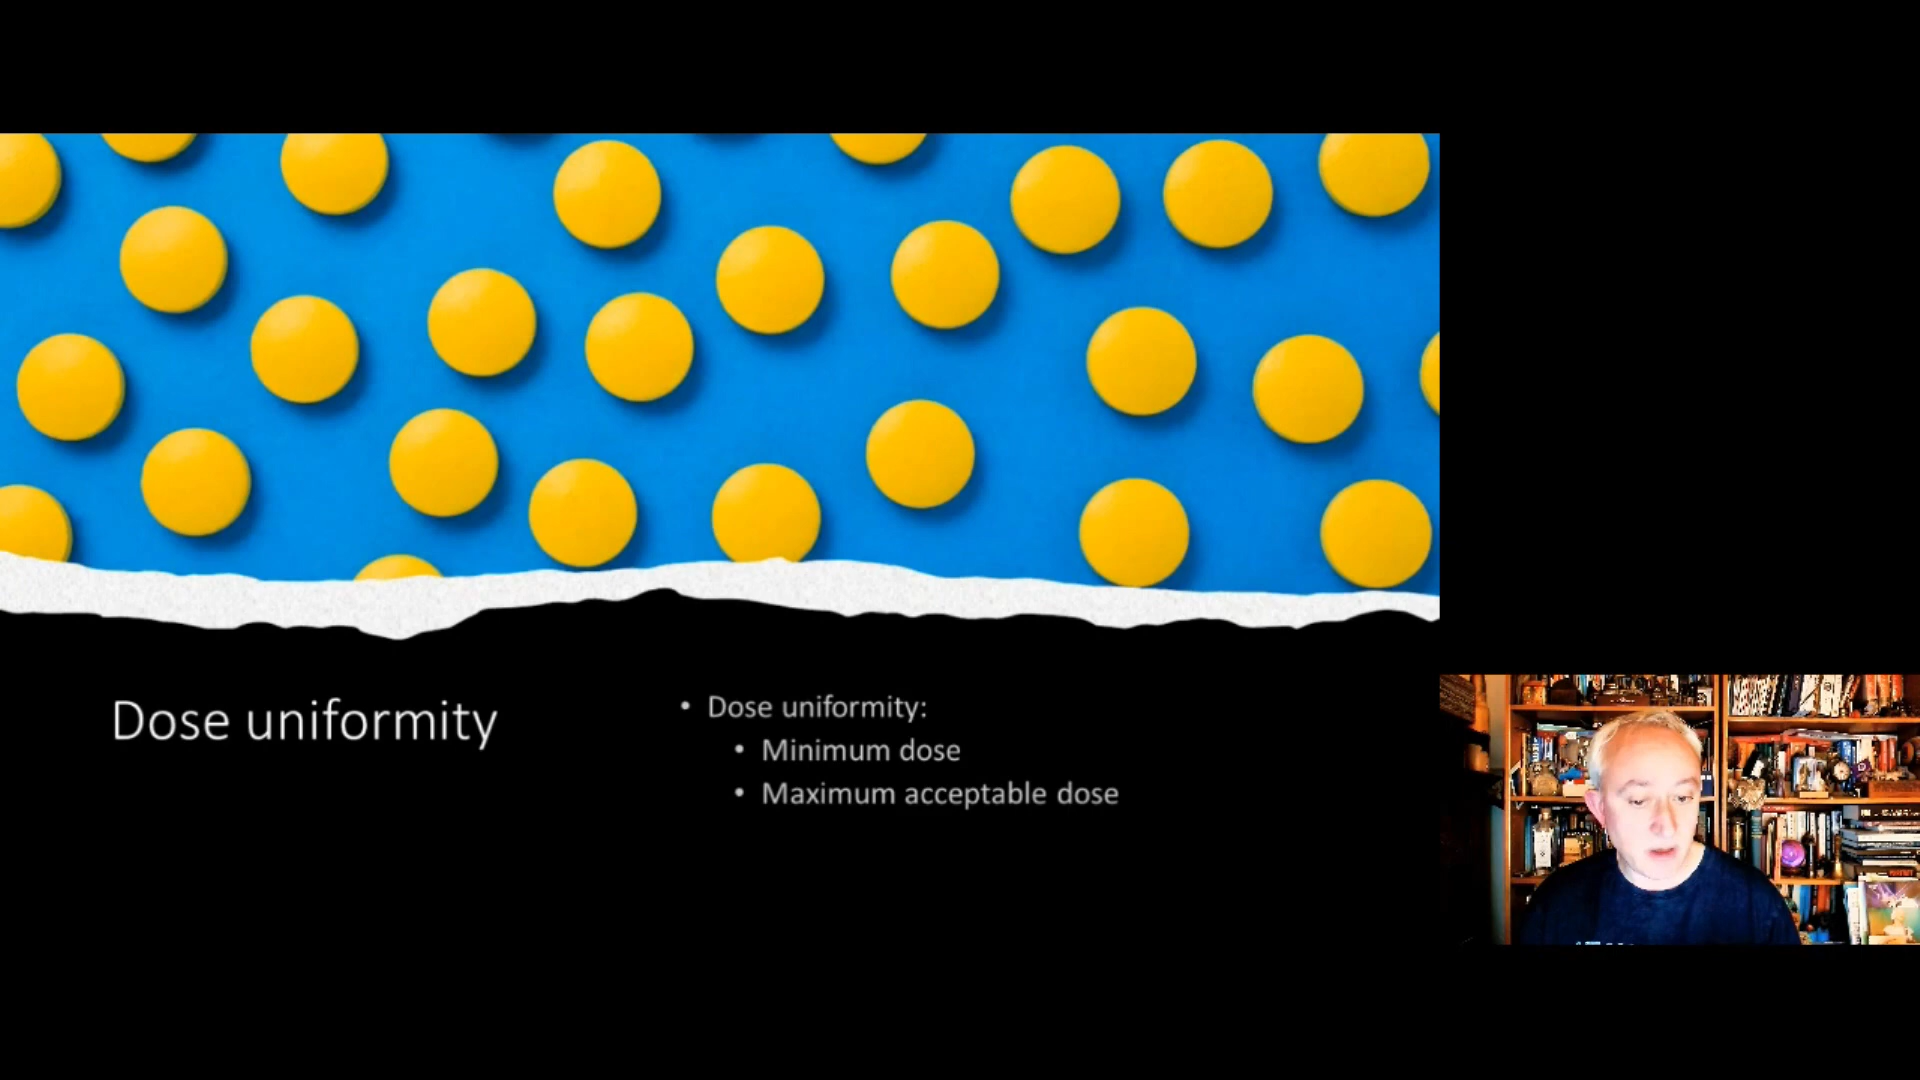 Dose uniformity
• Dose uniformity:
• Minimum dose
• Maximum acceptable dose